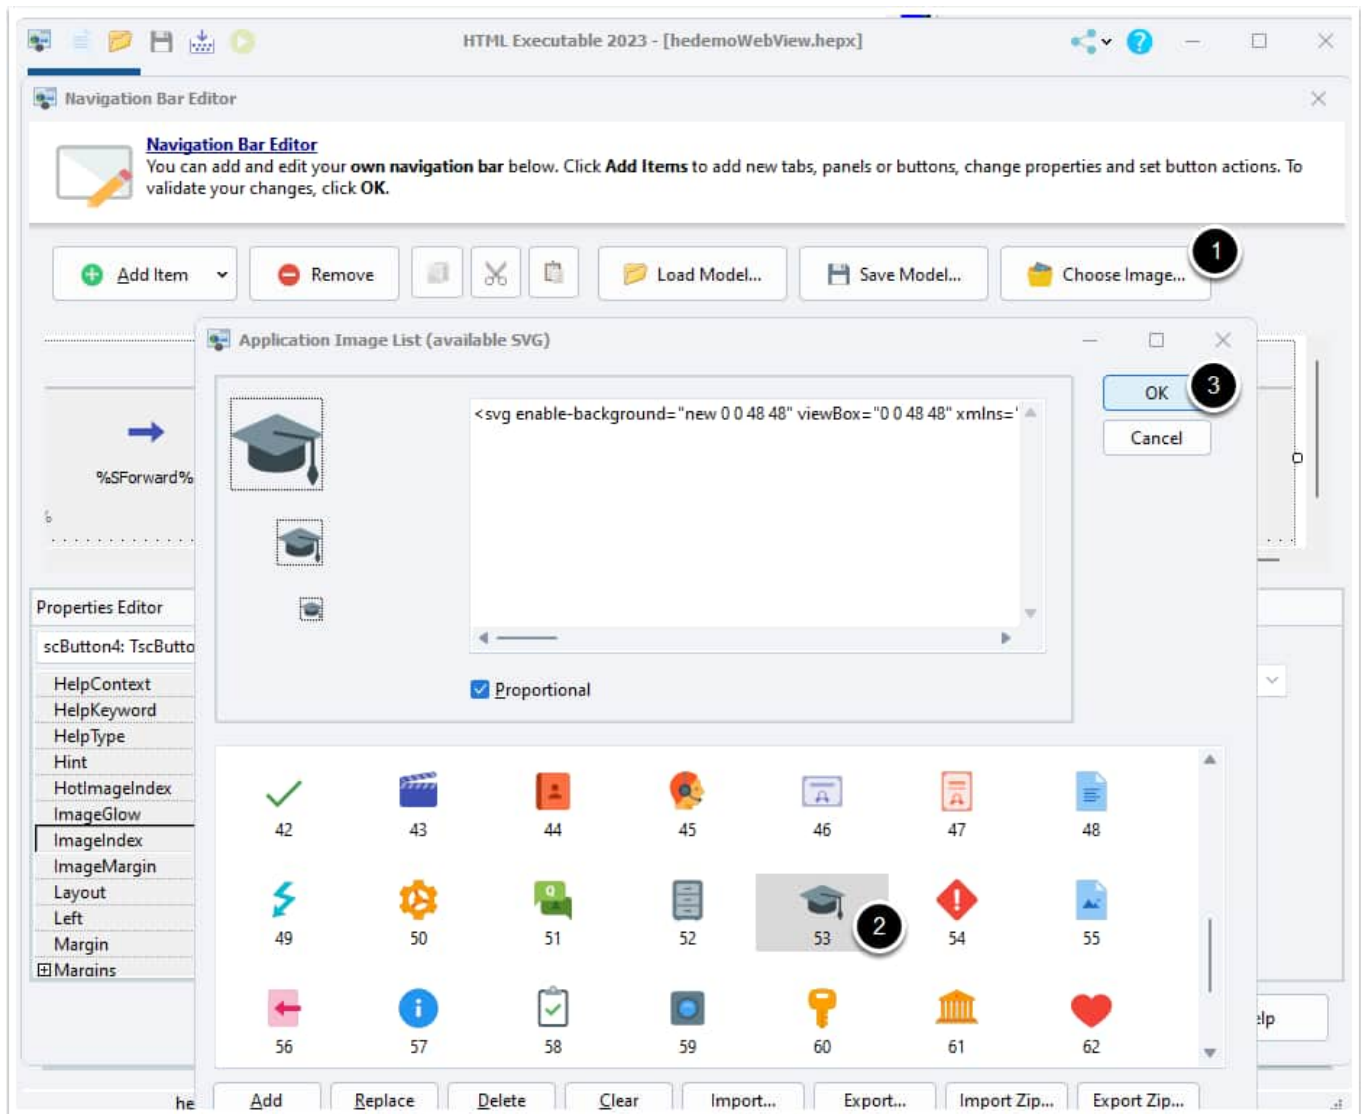 HTML Executable 2023 - [hedemoWebView.hepx]
?
Navigation Bar Editor
Navigation Bar Editor
You can add and edit your own navigation bar below. Click Add Items to add new tabs, panels or buttons, change properties and set button actions. To
validate your changes, click OK.
1
Add Item
Remove
Load Model...
Save Model...
Choose Image...
Application Image List (available SVG)
OK
3
<svg enable-background="new 0 0 48 48" viewBox="0 0 48 48" xmlns=
Cancel
%SForward%
%
Properties Editor
scButton4: TscButto
Proportional
HelpContext
HelpKeyword
HelpType
Hint
HotImageIndex
ImageGlow
ImageIndex
ImageMargin
Layout
Left
Margin
Margins
42 43 44 45 46 47 48
Q
A
49 50 51 52 53 54 55
2
56 57 58 59 60 61 62
elp
he
Add
Replace
Delete
Clear
Import...
Export...
Import Zip...
Export Zip...